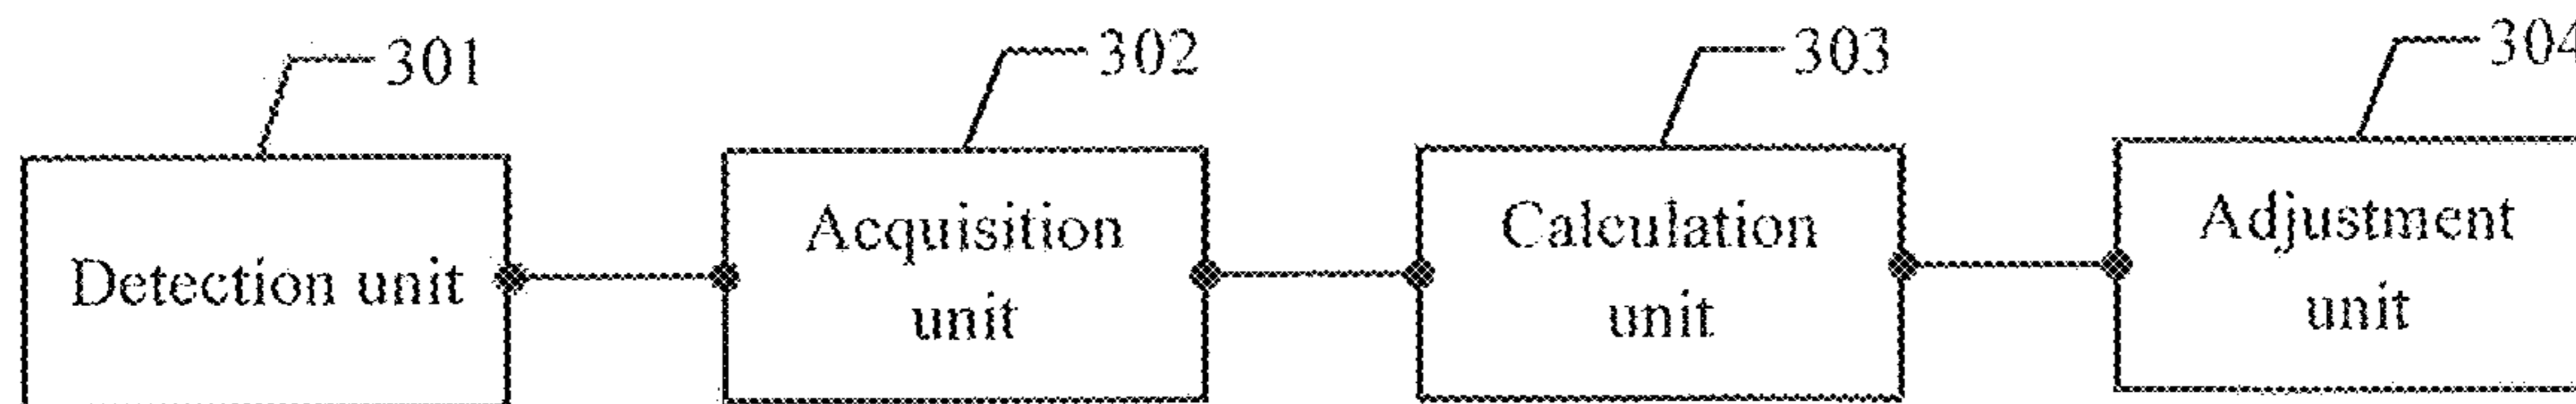 301
302
303
304
Detection unit
Acquisition
unit
Calculation
unit
Adjustment
unit